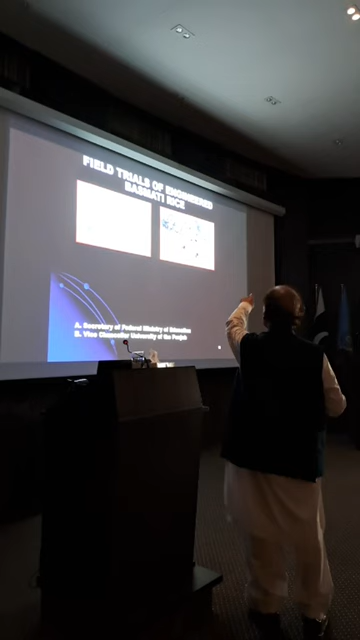 FIELD TRIALS OF ENGINEERED
BASMATI RICE
A. Secretary of Federal Ministry of Education
B. Vice Chancellor University of the Punjab